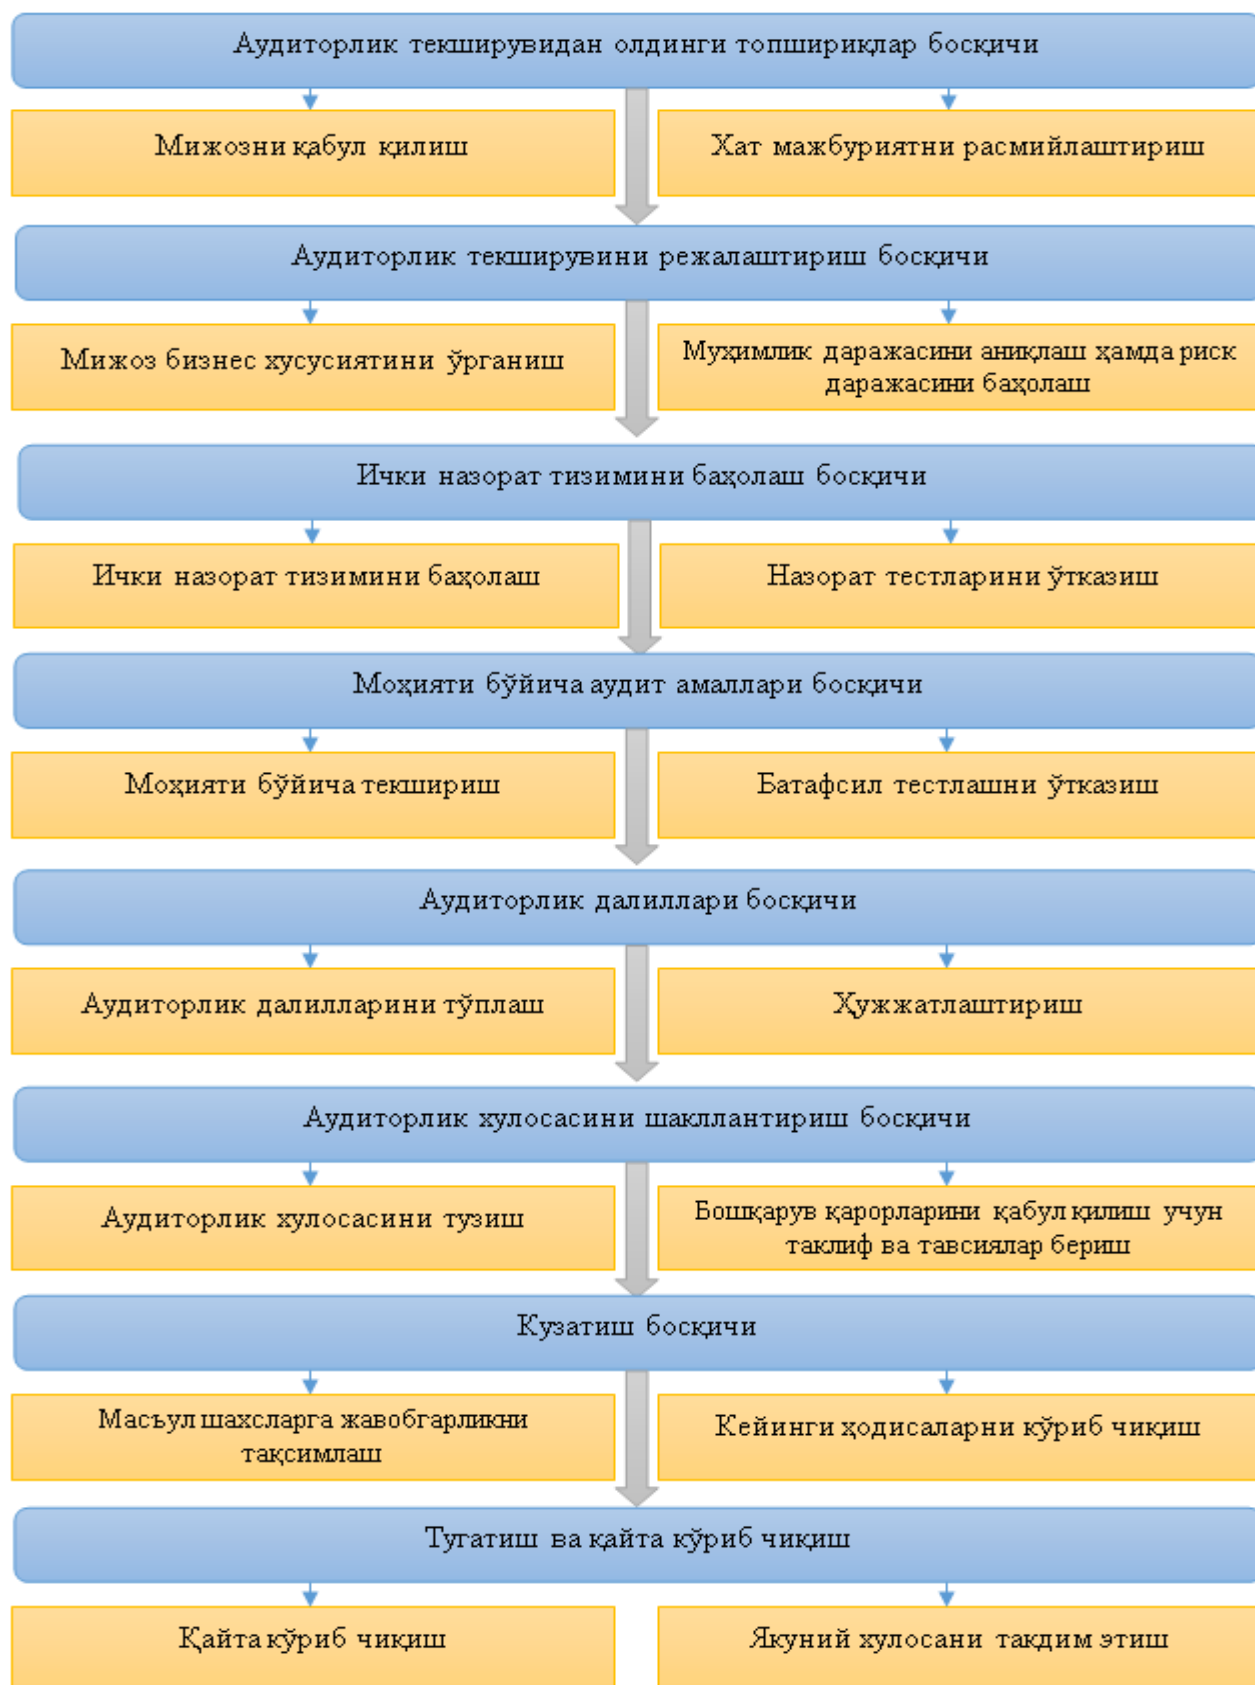 Аудиторлик текширувидан олдинги топшириқлар босқичи
Мижозни қабул қилиш
Хат мажбуриятни расмийлаштириш
Аудиторлик текширувини режалаштириш босқичи
Мижоз бизнес хусусиятини ўрганиш
Муҳимлик даражасини аниқлаш ҳамда риск
даражасини баҳолаш
Ички назорат тизимини баҳолаш босқичи
Ички назорат тизимини баҳолаш
Назорат тестларини ўтказиш
Моҳияти бўйича аудит амаллари босқичи
Моҳияти бўйича текшириш
Батафсил тестлашни ўтказиш
Аудиторлик далиллари босқичи
Аудиторлик далилларини тўплаш
Ҳужжатлаштириш
Аудиторлик хулосасини шакллантириш босқичи
Аудиторлик хулосасини тузиш
Бошқарув қарорларини қабул қилиш учун
таклиф ва тавсиялар бериш
Кузатиш босқичи
Масъул шахсларга жавобгарликни
тақсимлаш
Кейинги ҳодисаларни кўриб чиқиш
Тугатиш ва қайта кўриб чиқиш
Қайта кўриб чиқиш
Якуний хулосани тақдим этиш